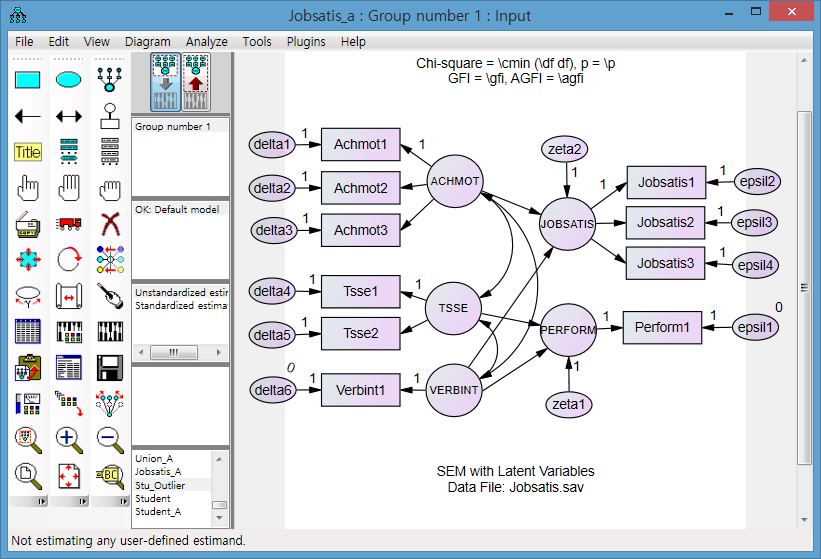 Jobsatis_a : Group number 1 : Input
File Edit View Diagram Analyze Tools Plugins Help
Title
Group number 1
OK: Default model
Unstandardized estir
Standardized estima
Union_A
Jobsatis_A
Stu_Outlier
Student
Student_A
Chi-square = \cmin (\df df), p = \p
GFI = \gfi, AGFI = \agfi
delta1 1 Achmot1 1
delta2 1 Achmot2
delta3 1 Achmot3
ACHMOT
zeta2
1
JOBSATIS
1 Jobsatis1 1 epsil2
Jobsatis2 1 epsil3
Jobsatis3 1 epsil4
delta4 1 Tsse1 1
delta5 1 Tsse2
TSSE
PERFORM 1 Perform1 1 epsil1
0
0
delta6 1 Verbint1 1 VERBINT
1
zeta1
SEM with Latent Variables
Data File: Jobsatis.sav
Not estimating any user-defined estimand.